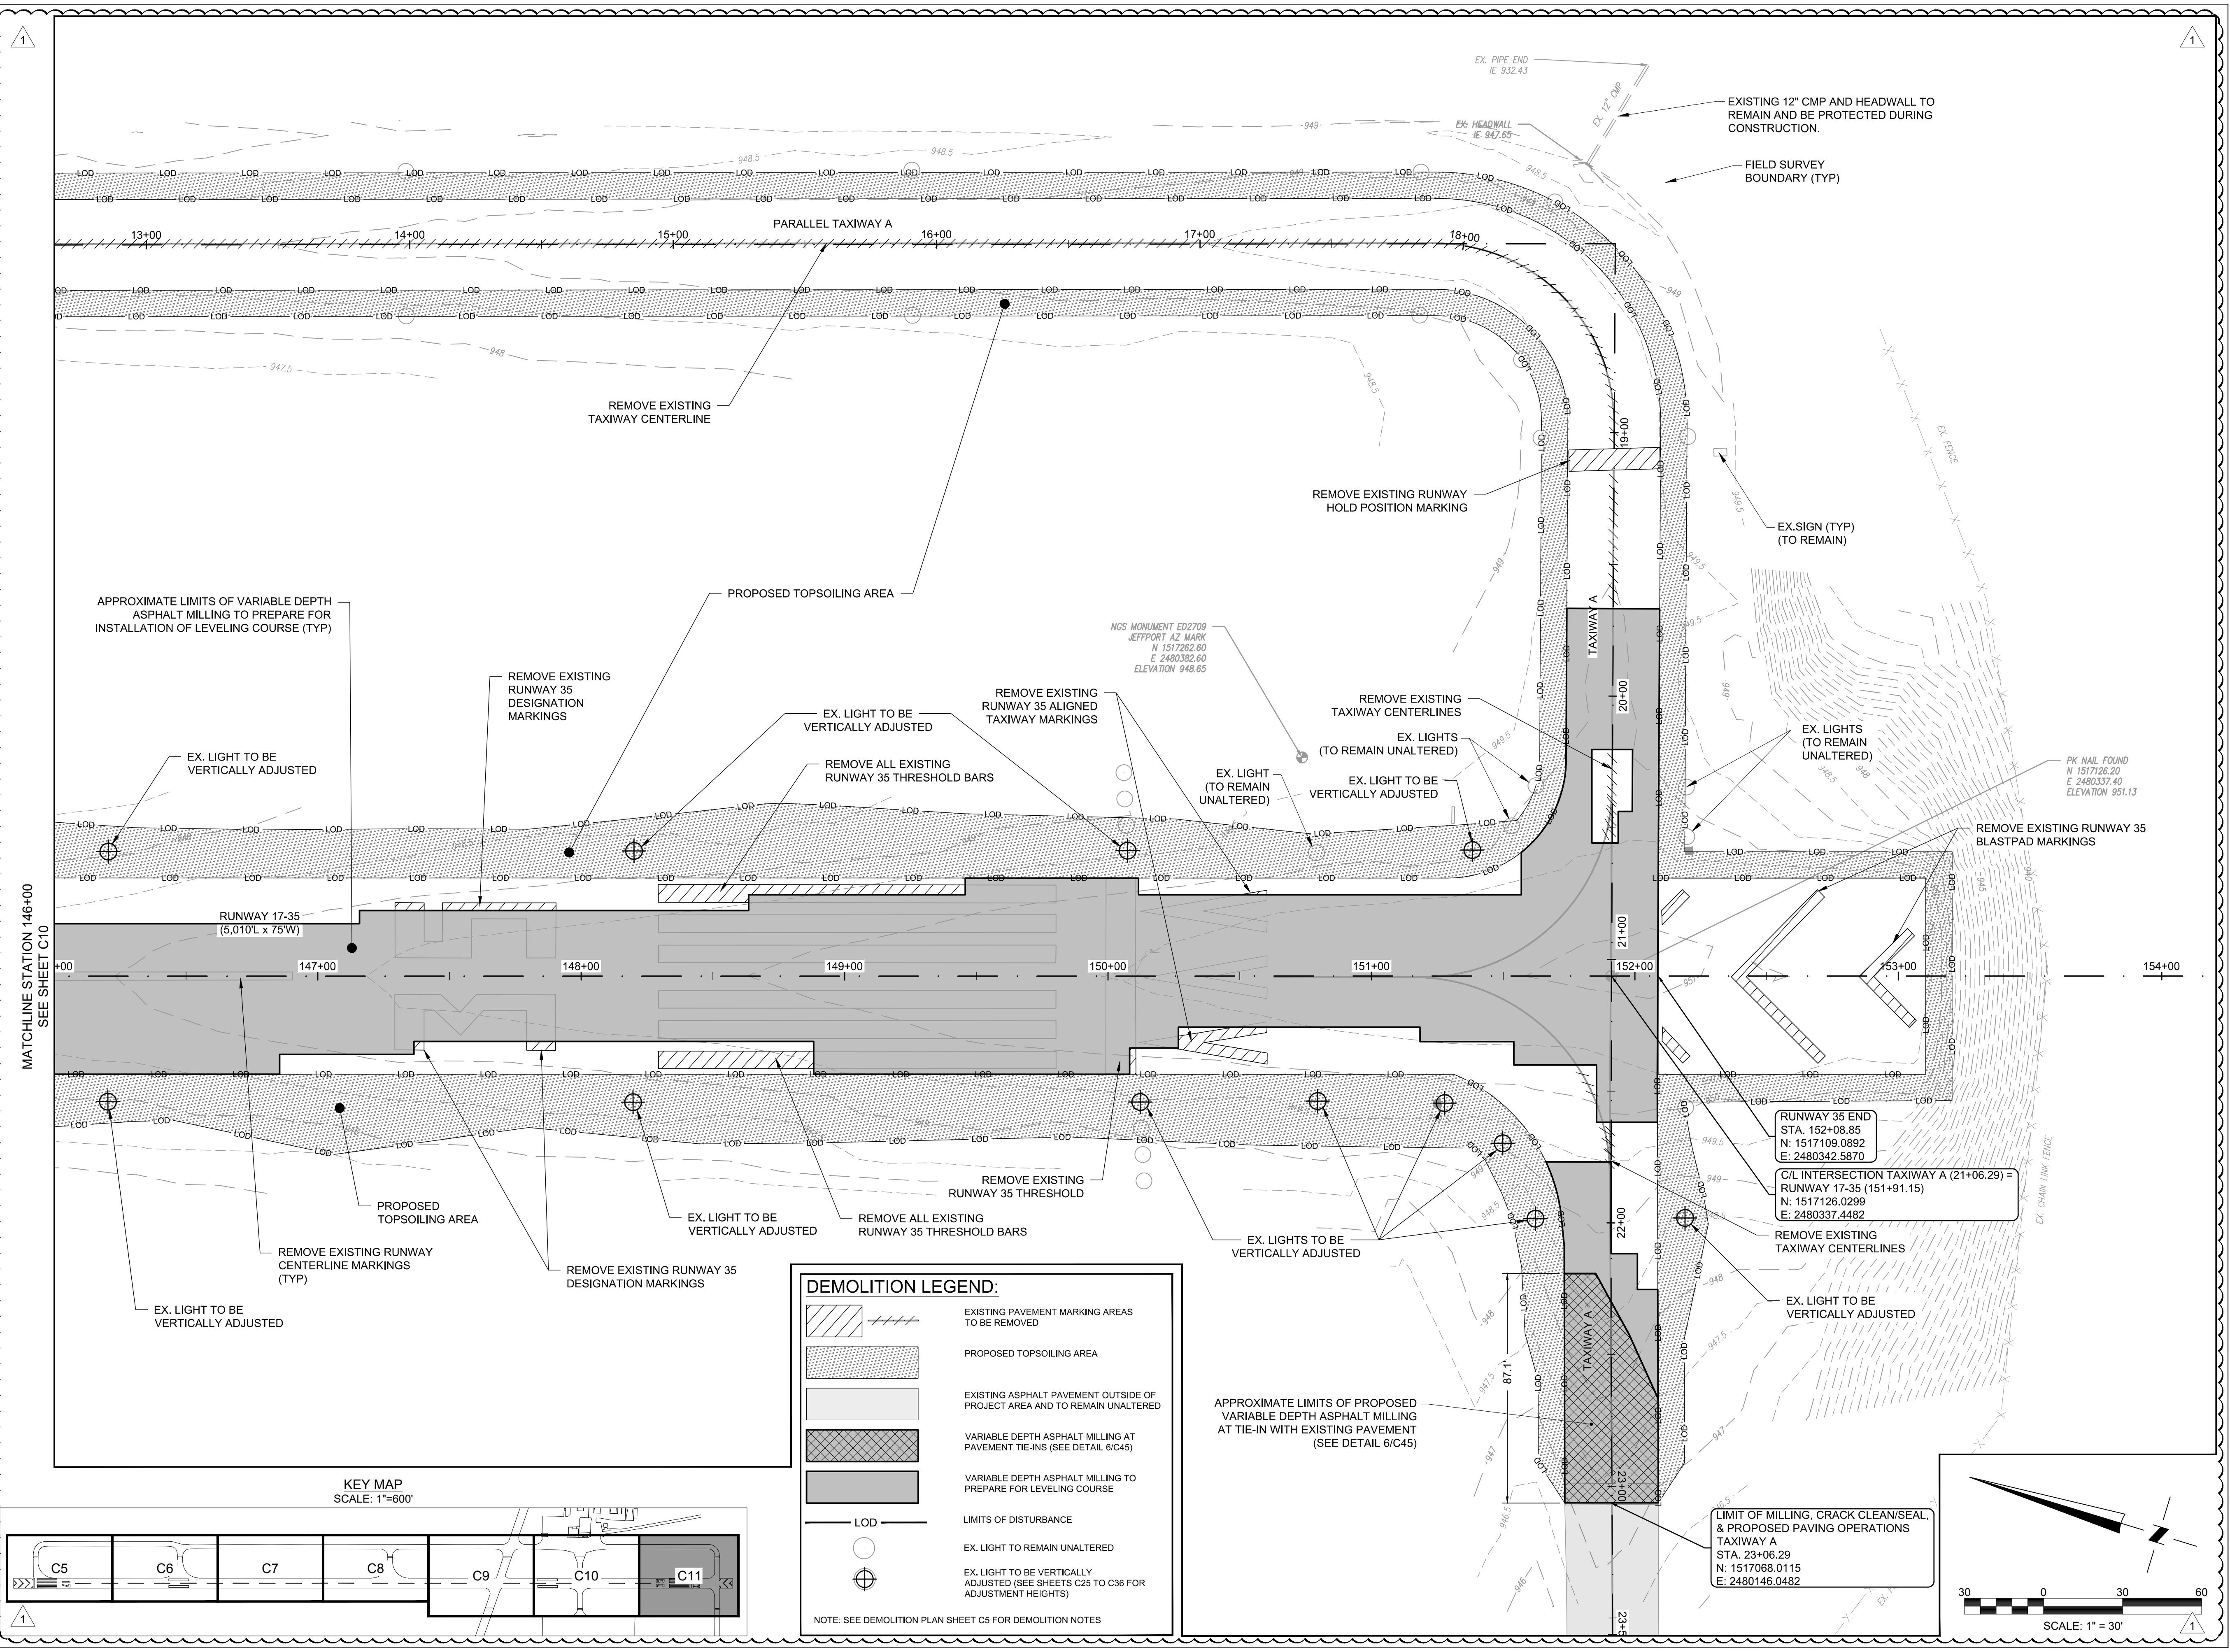 1
1
EX. PIPE END
IE 932.43
EX. 12" CMP
EX. HEADWALL
IE 947.65
EXISTING 12" CMP AND HEADWALL TO
REMAIN AND BE PROTECTED DURING
CONSTRUCTION.
FIELD SURVEY
BOUNDARY (TYP)
PARALLEL TAXIWAY A
13+00
14+00
15+00
16+00
17+00
18+00
19+00
20+00
21+00
22+00
23+00
REMOVE EXISTING
TAXIWAY CENTERLINE
REMOVE EXISTING RUNWAY
HOLD POSITION MARKING
EX. FENCE
EX.SIGN (TYP)
(TO REMAIN)
APPROXIMATE LIMITS OF VARIABLE DEPTH
ASPHALT MILLING TO PREPARE FOR
INSTALLATION OF LEVELING COURSE (TYP)
PROPOSED TOPSOILING AREA
NGS MONUMENT ED2709
JEFFPORT AZ MARK
N 1517262.60
E 2480382.60
ELEVATION 948.65
TAXIWAY A
REMOVE EXISTING
RUNWAY 35
DESIGNATION
MARKINGS
REMOVE EXISTING
RUNWAY 35 ALIGNED
TAXIWAY MARKINGS
REMOVE EXISTING
TAXIWAY CENTERLINES
EX. LIGHT TO BE
VERTICALLY ADJUSTED
EX. LIGHT TO BE
VERTICALLY ADJUSTED
REMOVE ALL EXISTING
RUNWAY 35 THRESHOLD BARS
EX. LIGHTS
(TO REMAIN UNALTERED)
EX. LIGHT
(TO REMAIN
UNALTERED)
EX. LIGHT TO BE
VERTICALLY ADJUSTED
EX. LIGHTS
(TO REMAIN
UNALTERED)
PK NAIL FOUND
N 1517126.20
E 2480337.40
ELEVATION 951.13
REMOVE EXISTING RUNWAY 35
BLASTPAD MARKINGS
MATCHLINE STATION 146+00
SEE SHEET C10
RUNWAY 17-35
(5,010'L x 75'W)
+00
147+00
148+00
149+00
150+00
151+00
152+00
153+00
154+00
RUNWAY 35 END
STA. 152+08.85
N: 1517109.0892
E: 2480342.5870
C/L INTERSECTION TAXIWAY A (21+06.29) =
RUNWAY 17-35 (151+91.15)
N: 1517126.0299
E: 2480337.4482
REMOVE EXISTING
TAXIWAY CENTERLINES
EX. CHAIN LINK FENCE
EX. LIGHT TO BE
VERTICALLY ADJUSTED
PROPOSED
TOPSOILING AREA
REMOVE EXISTING RUNWAY
CENTERLINE MARKINGS
(TYP)
EX. LIGHT TO BE
VERTICALLY ADJUSTED
REMOVE EXISTING RUNWAY 35
DESIGNATION MARKINGS
EX. LIGHT TO BE
VERTICALLY ADJUSTED
REMOVE ALL EXISTING
RUNWAY 35 THRESHOLD BARS
REMOVE EXISTING
RUNWAY 35 THRESHOLD
EX. LIGHTS TO BE
VERTICALLY ADJUSTED
87.1'
TAXIWAY A
APPROXIMATE LIMITS OF PROPOSED
VARIABLE DEPTH ASPHALT MILLING
AT TIE-IN WITH EXISTING PAVEMENT
(SEE DETAIL 6/C45)
LIMIT OF MILLING, CRACK CLEAN/SEAL,
& PROPOSED PAVING OPERATIONS
TAXIWAY A
STA. 23+06.29
N: 1517068.0115
E: 2480146.0482
DEMOLITION LEGEND:
EXISTING PAVEMENT MARKING AREAS
TO BE REMOVED
PROPOSED TOPSOILING AREA
EXISTING ASPHALT PAVEMENT OUTSIDE OF
PROJECT AREA AND TO REMAIN UNALTERED
VARIABLE DEPTH ASPHALT MILLING AT
PAVEMENT TIE-INS (SEE DETAIL 6/C45)
VARIABLE DEPTH ASPHALT MILLING TO
PREPARE FOR LEVELING COURSE
LOD
LIMITS OF DISTURBANCE
EX. LIGHT TO REMAIN UNALTERED
EX. LIGHT TO BE VERTICALLY
ADJUSTED (SEE SHEETS C25 TO C36 FOR
ADJUSTMENT HEIGHTS)
NOTE: SEE DEMOLITION PLAN SHEET C5 FOR DEMOLITION NOTES
KEY MAP
SCALE: 1"=600'
C5
C6
C7
C8
C9
C10
C11
1
30 0 30 60
SCALE: 1" = 30'
1